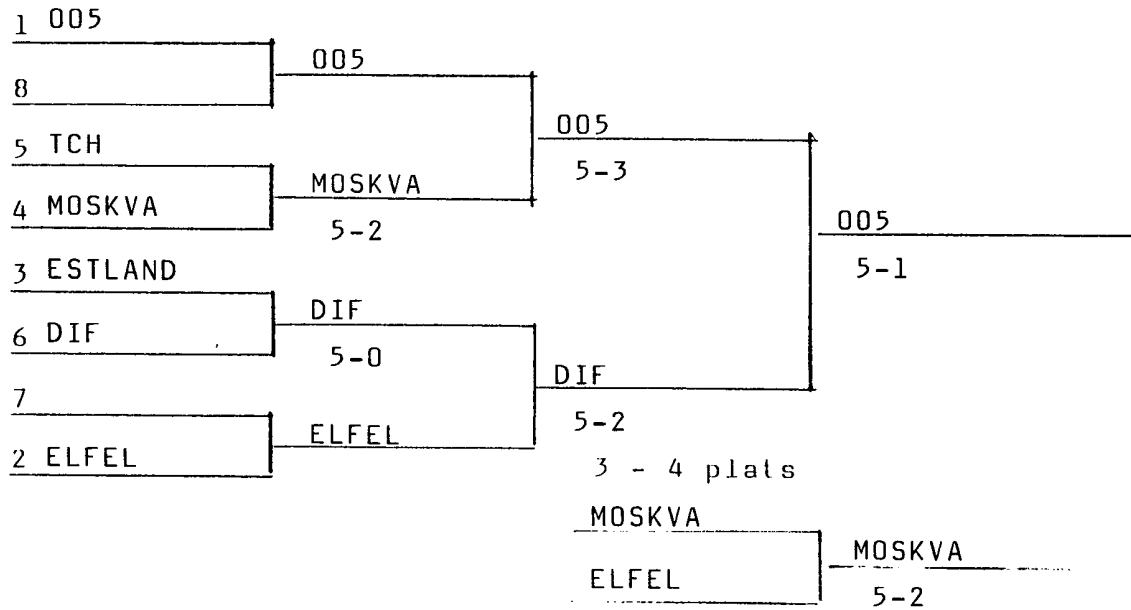 1 005
005
8
005
5-3
5 TCH
MOSKVA
5-2
4 MOSKVA
005
5-1
3 ESTLAND
DIF
5-0
6 DIF
DIF
5-2
7
ELFEL
2 ELFEL
3 - 4 plats
MOSKVA
MOSKVA
5-2
ELFEL